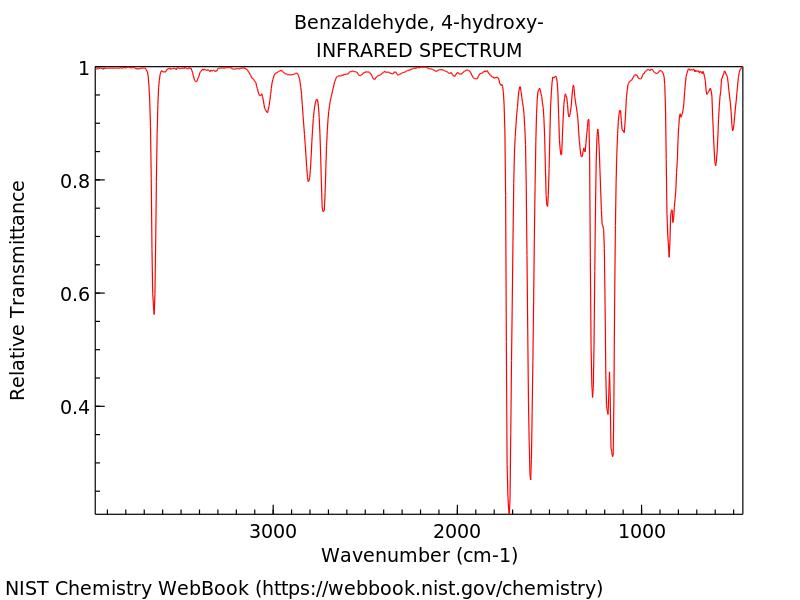 Benzaldehyde, 4-hydroxy-
INFRARED SPECTRUM
1
0.8
0.6
0.4
Relative Transmittance
3000 2000 1000
Wavenumber (cm-1)
NIST Chemistry WebBook (https://webbook.nist.gov/chemistry)